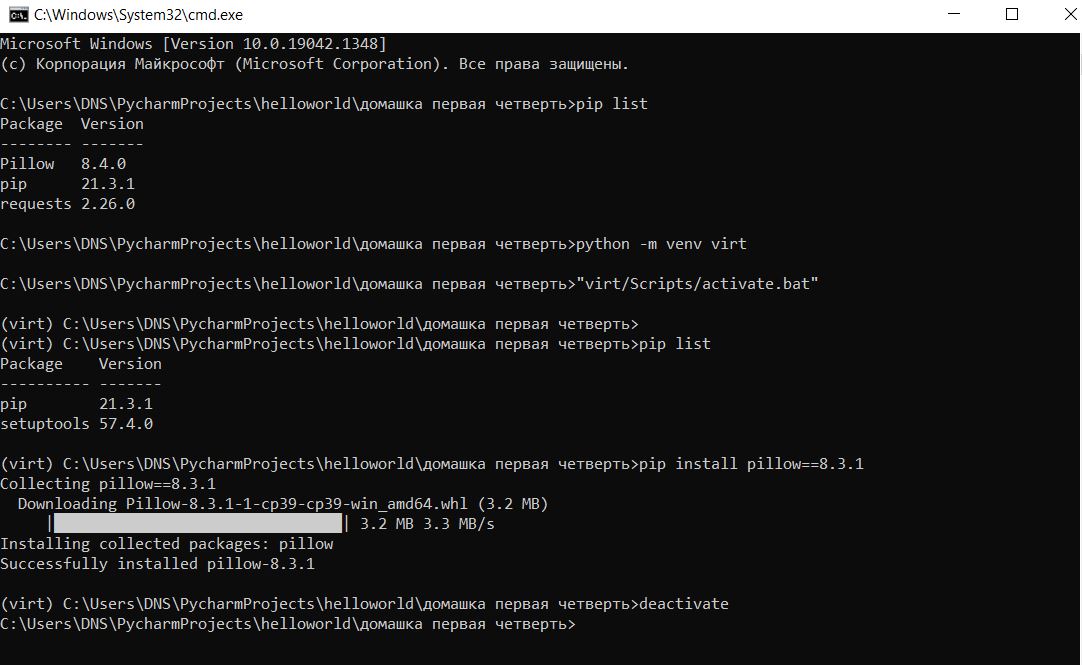 C:\Windows\System32\cmd.exe
Microsoft Windows [Version 10.0.19042.1348]
(c) Корпорация Майкрософт (Microsoft Corporation). Все права защищены.
C:\Users\DNS\PycharmProjects\helloworld\домашка первая четверть>pip list
Package  Version
-------- -------
Pillow   8.4.0
pip      21.3.1
requests 2.26.0
C:\Users\DNS\PycharmProjects\helloworld\домашка первая четверть>python -m venv virt
C:\Users\DNS\PycharmProjects\helloworld\домашка первая четверть>"virt/Scripts/activate.bat"
(virt) C:\Users\DNS\PycharmProjects\helloworld\домашка первая четверть>
(virt) C:\Users\DNS\PycharmProjects\helloworld\домашка первая четверть>pip list
Package    Version
---------- -------
pip        21.3.1
setuptools 57.4.0
(virt) C:\Users\DNS\PycharmProjects\helloworld\домашка первая четверть>pip install pillow==8.3.1
Collecting pillow==8.3.1
  Downloading Pillow-8.3.1-1-cp39-cp39-win_amd64.whl (3.2 MB)
     |████████████████████████████████| 3.2 MB 3.3 MB/s
Installing collected packages: pillow
Successfully installed pillow-8.3.1
(virt) C:\Users\DNS\PycharmProjects\helloworld\домашка первая четверть>deactivate
C:\Users\DNS\PycharmProjects\helloworld\домашка первая четверть>